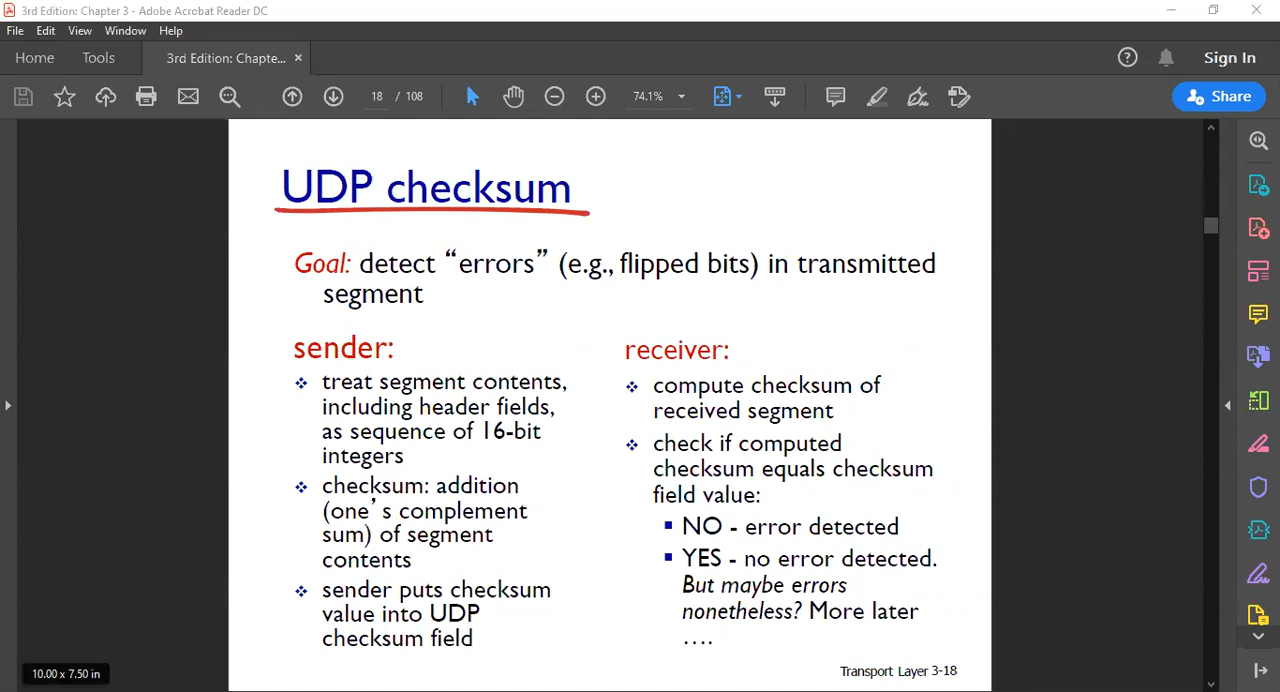 3rd Edition: Chapter 3 - Adobe Acrobat Reader DC
File Edit View Window Help
Home Tools 3rd Edition: Chapte... × Sign In
18 / 108 74.1% Share
UDP checksum
Goal: detect “errors” (e.g., flipped bits) in transmitted
segment
sender:
❖ treat segment contents,
including header fields,
as sequence of 16-bit
integers
❖ checksum: addition
(one’s complement
sum) of segment
contents
❖ sender puts checksum
value into UDP
checksum field
receiver:
❖ compute checksum of
received segment
❖ check if computed
checksum equals checksum
field value:
▪ NO - error detected
▪ YES - no error detected.
But maybe errors
nonetheless? More later
….
Transport Layer 3-18
10.00 x 7.50 in